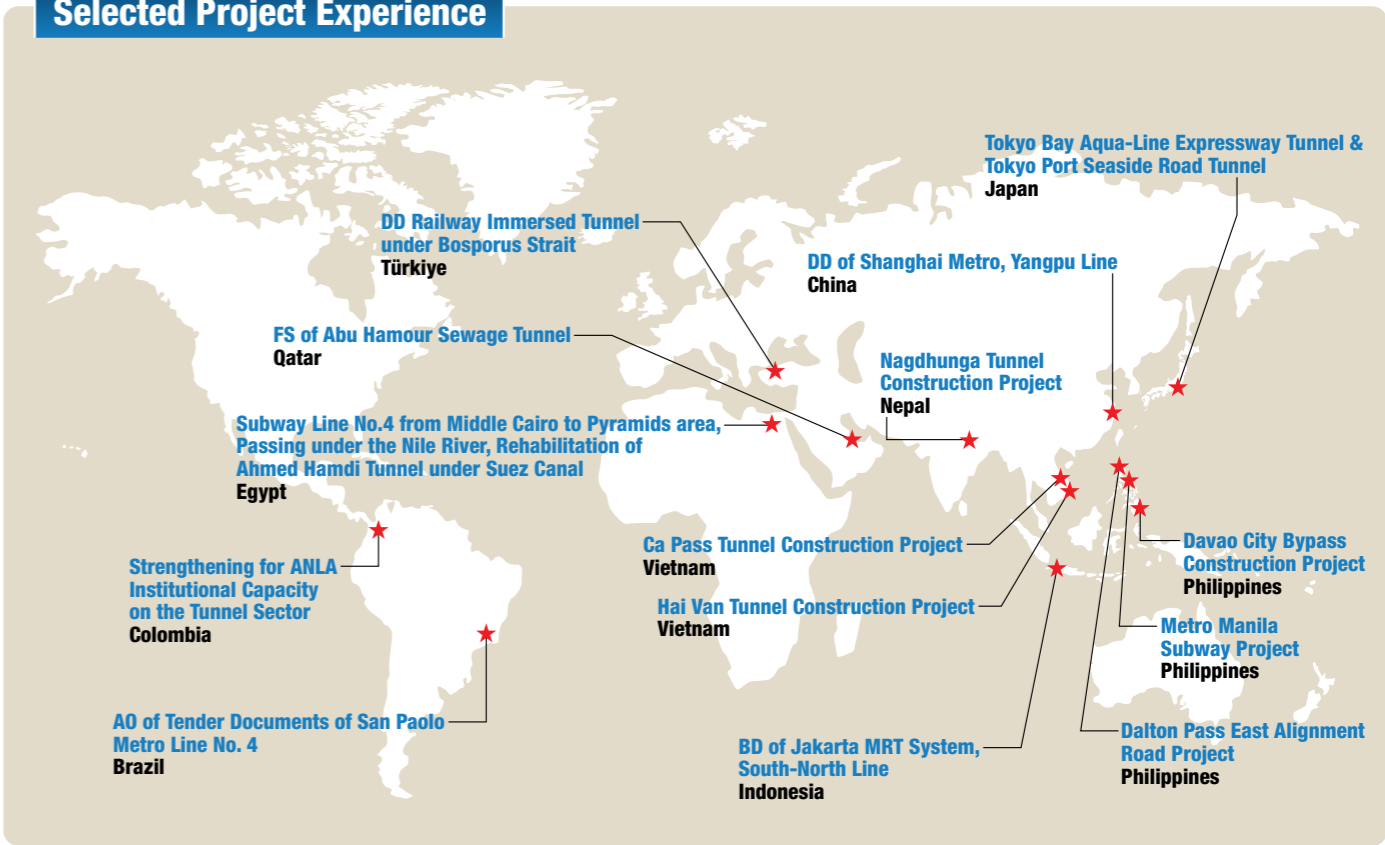 Selected Project Experience
Tokyo Bay Aqua-Line Expressway Tunnel &
Tokyo Port Seaside Road Tunnel
Japan
DD Railway Immersed Tunnel
under Bosporus Strait
Türkiye
DD of Shanghai Metro, Yangpu Line
China
FS of Abu Hamour Sewage Tunnel
Qatar
Nagdhunga Tunnel
Construction Project
Nepal
Subway Line No.4 from Middle Cairo to Pyramids area,
Passing under the Nile River, Rehabilitation of
Ahmed Hamdi Tunnel under Suez Canal
Egypt
Ca Pass Tunnel Construction Project
Vietnam
Davao City Bypass
Construction Project
Philippines
Strengthening for ANLA
Institutional Capacity
on the Tunnel Sector
Colombia
Hai Van Tunnel Construction Project
Vietnam
Metro Manila
Subway Project
Philippines
AO of Tender Documents of San Paolo
Metro Line No. 4
Brazil
BD of Jakarta MRT System,
South-North Line
Indonesia
Dalton Pass East Alignment
Road Project
Philippines